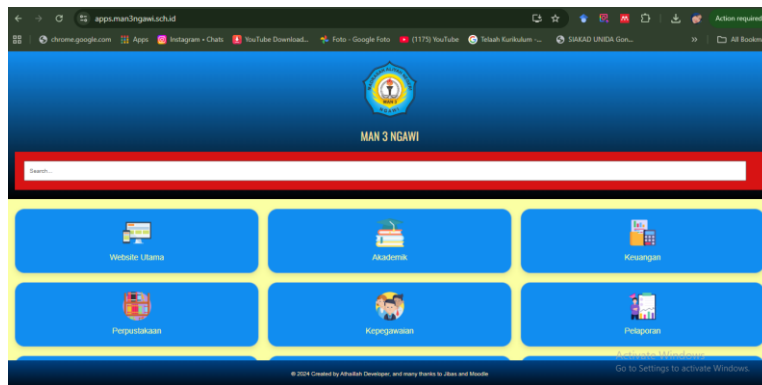 apps.man3ngawi.sch.id
Action required
chrome.google.com Apps Instagram • Chats YouTube Download... Foto - Google Foto (1175) YouTube Telaah Kurikulum -... SIAKAD UNIDA Gon... » All Bookm
MAN 3
NGAWI
MAN 3 NGAWI
Search...
Website Utama Akademik Keuangan
Perpustakaan Kepegawaian Pelaporan
Activate Windows
Go to Settings to activate Windows.
© 2024 Created by Athallah Developer, and many thanks to Jibas and Moodle